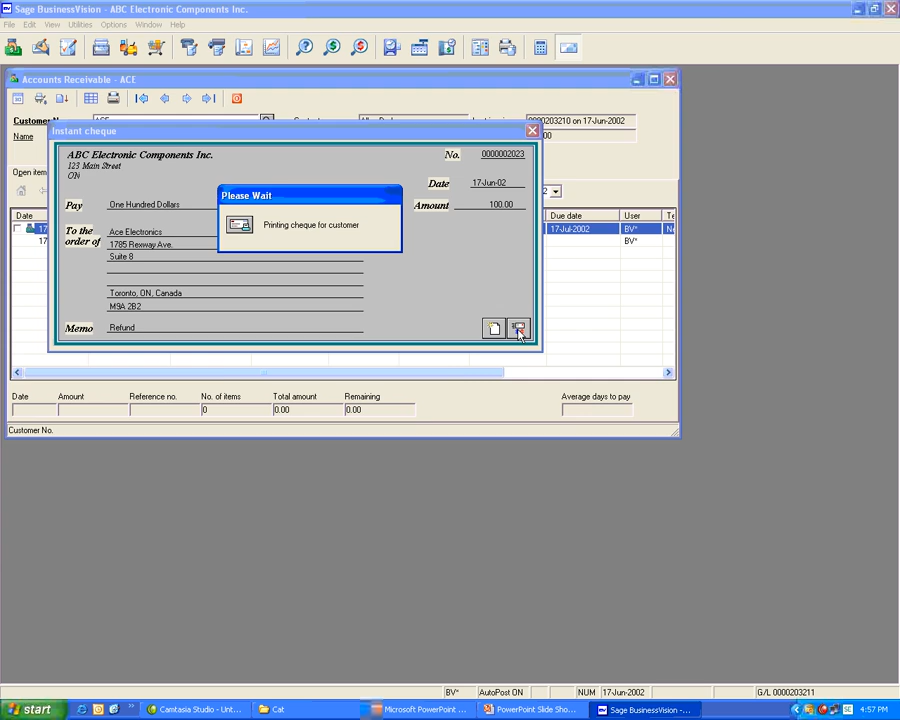 Sage BusinessVision - ABC Electronic Components Inc.
File Edit View Utilities Options Window Help
Accounts Receivable - ACE
Customer N
0000203210 on 17-Jun-2002
Name
Instant cheque
ABC Electronic Components Inc.
123 Main Street
ON
No. 0000002023
Date 17-Jun-02
Pay One Hundred Dollars
Amount 100.00
Please Wait
Printing cheque for customer
To the order of
Ace Electronics
1785 Rexway Ave.
Suite 8
Toronto, ON, Canada
M9A 2B2
Memo Refund
Open item
Date Due date User Te
17 17-Jul-2002 BV* N
17 BV*
Date Amount Reference no. No. of items Total amount Remaining Average days to pay
0 0.00 0.00
Customer No.
BV* AutoPost ON NUM 17-Jun-2002 G/L 0000203211
start Camtasia Studio - Unt... Cat Microsoft PowerPoint ... PowerPoint Slide Sho... Sage BusinessVision -... SE 4:57 PM